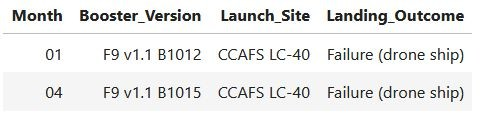 Month Booster_Version Launch_Site Landing_Outcome
01 F9 v1.1 B1012 CCAFS LC-40 Failure (drone ship)
04 F9 v1.1 B1015 CCAFS LC-40 Failure (drone ship)